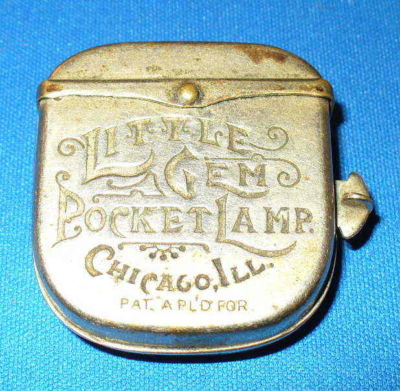 LITTLE
GEM
POCKET LAMP.
CHICAGO, ILL.
PAT. APL'D FOR